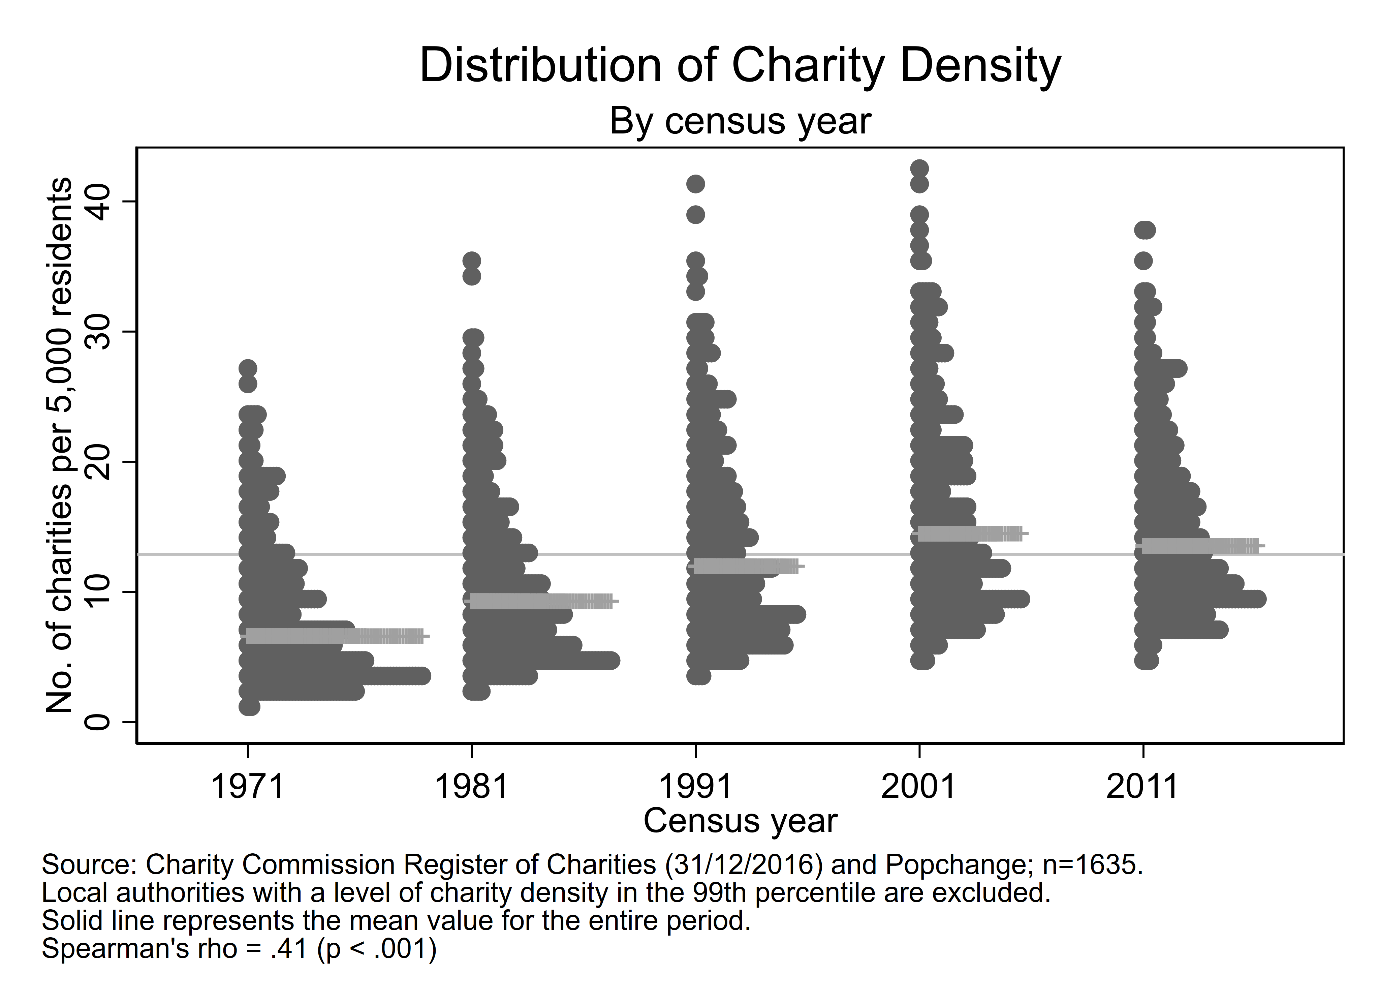 Distribution of Charity Density
By census year
No. of charities per 5,000 residents
40
30
20
10
0
1971 1981 1991 2001 2011
Census year
Source: Charity Commission Register of Charities (31/12/2016) and Popchange; n=1635.
Local authorities with a level of charity density in the 99th percentile are excluded.
Solid line represents the mean value for the entire period.
Spearman's rho = .41 (p < .001)